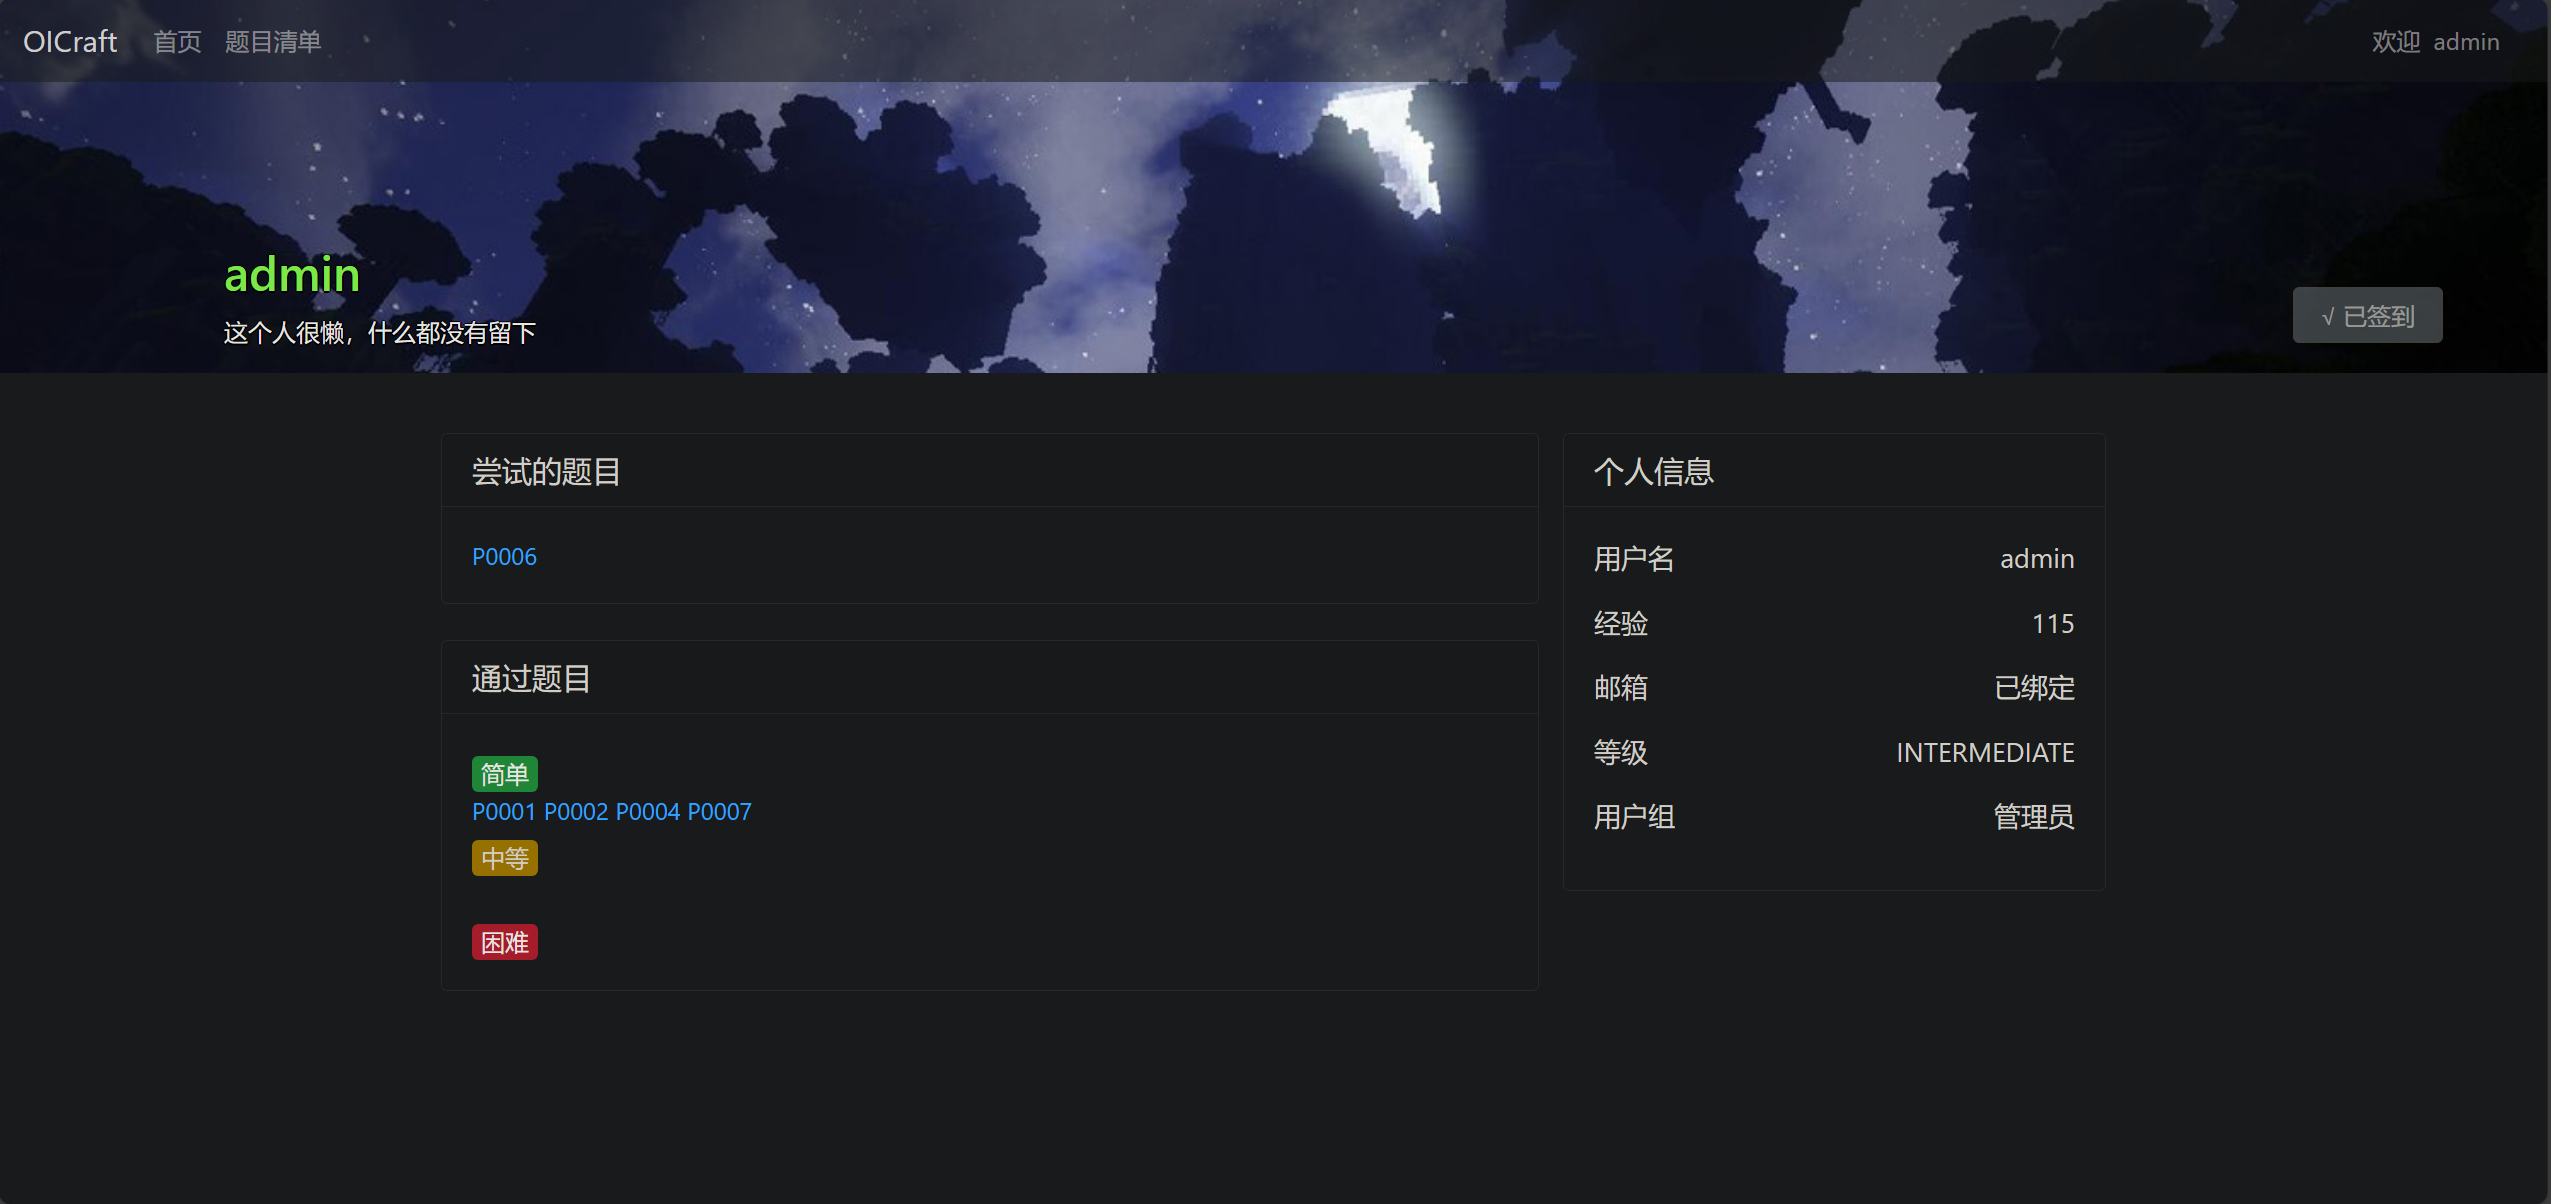 OICraft 首页 题目清单 欢迎 admin
admin
这个人很懒，什么都没有留下
√ 已签到
尝试的题目
P0006
通过题目
简单
P0001 P0002 P0004 P0007
中等
困难
个人信息
用户名 admin
经验 115
邮箱 已绑定
等级 INTERMEDIATE
用户组 管理员